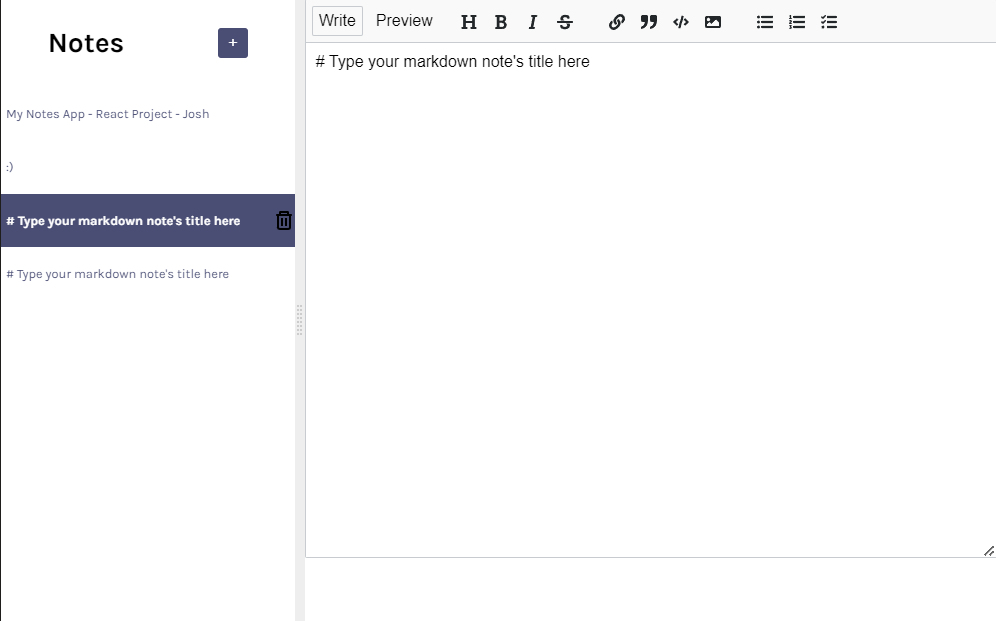 Notes
+
My Notes App - React Project - Josh
:)
# Type your markdown note's title here
# Type your markdown note's title here
Write Preview H B I S
# Type your markdown note's title here